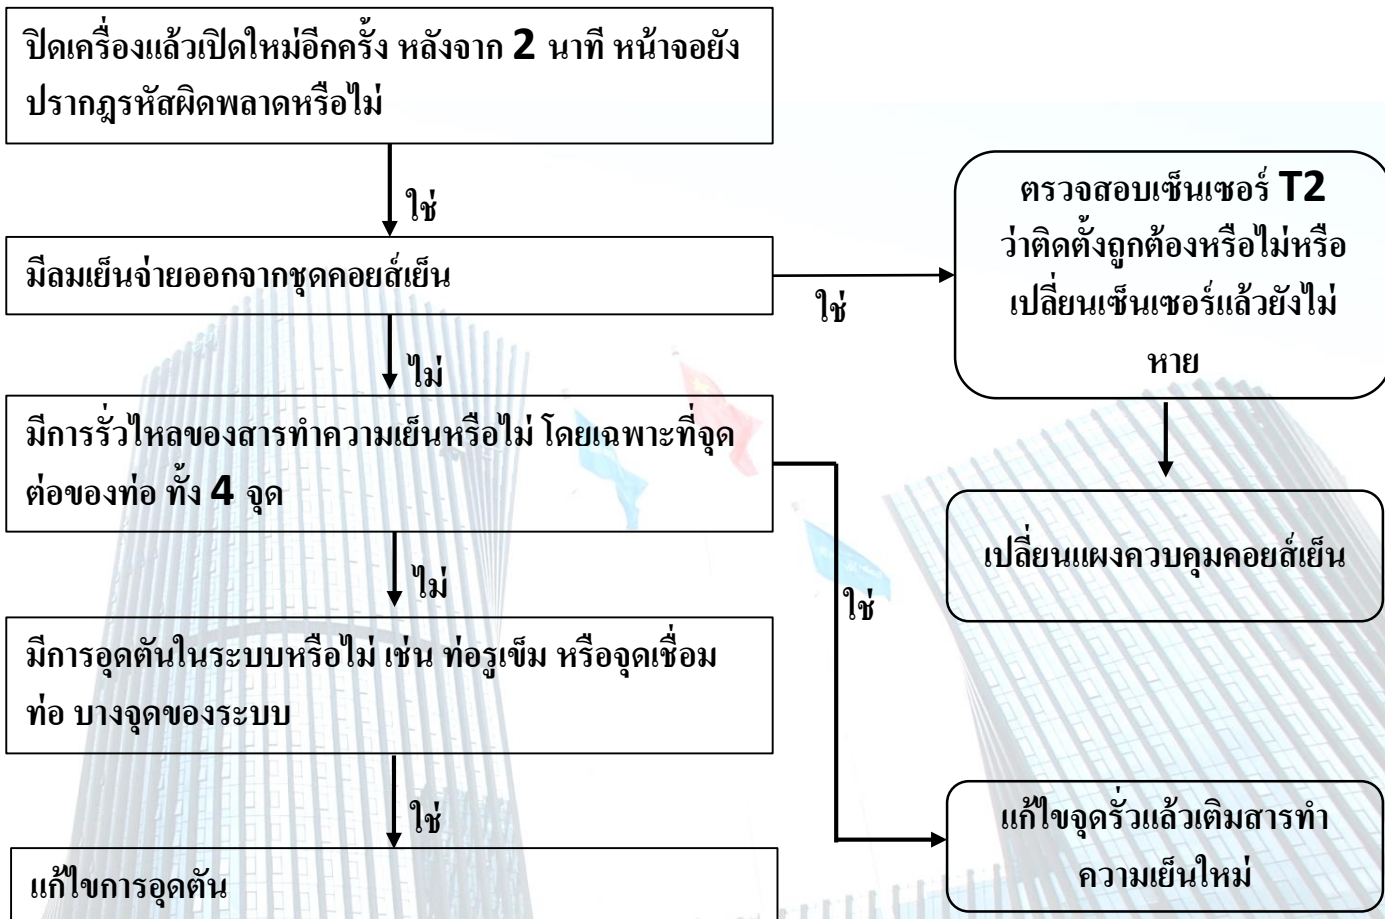 ปิดเครื่องแล้วเปิดใหม่อีกครั้ง หลังจาก 2 นาที หน้าจอยัง
ปรากฎรหัสผิดพลาดหรือไม่
ใช่
มีลมเย็นจ่ายออกจากชุดคอยส์เย็น
ใช่
ตรวจสอบเซ็นเซอร์ T2
ว่าติดตั้งถูกต้องหรือไม่หรือ
เปลี่ยนเซ็นเซอร์แล้วยังไม่
หาย
เปลี่ยนแผงควบคุมคอยส์เย็น
ไม่
มีการรั่วไหลของสารทำความเย็นหรือไม่ โดยเฉพาะที่จุด
ต่อของท่อ ทั้ง 4 จุด
ใช่
แก้ไขจุดรั่วแล้วเติมสารทำ
ความเย็นใหม่
ไม่
มีการอุดตันในระบบหรือไม่ เช่น ท่อรูเข็ม หรือจุดเชื่อม
ท่อ บางจุดของระบบ
ใช่
แก้ไขการอุดตัน